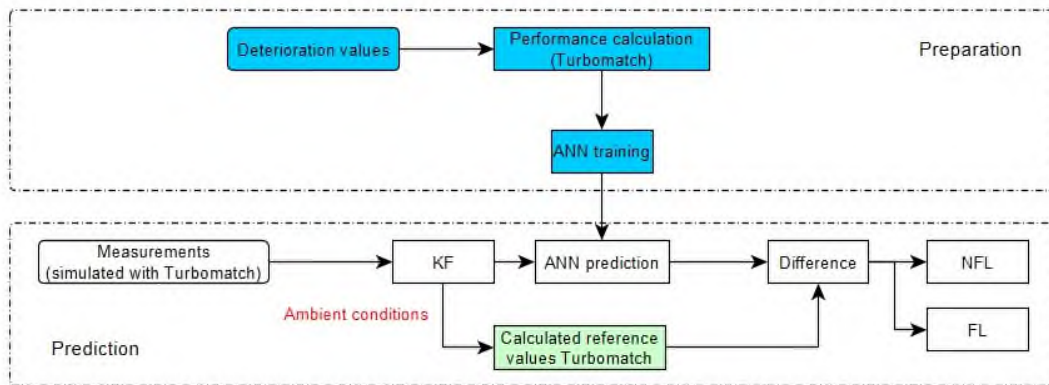 Deterioration values
Performance calculation
(Turbomatch)
Preparation
ANN training
Measurements
(simulated with Turbomatch)
KF
ANN prediction
Difference
NFL
Ambient conditions
Calculated reference
values Turbomatch
FL
Prediction